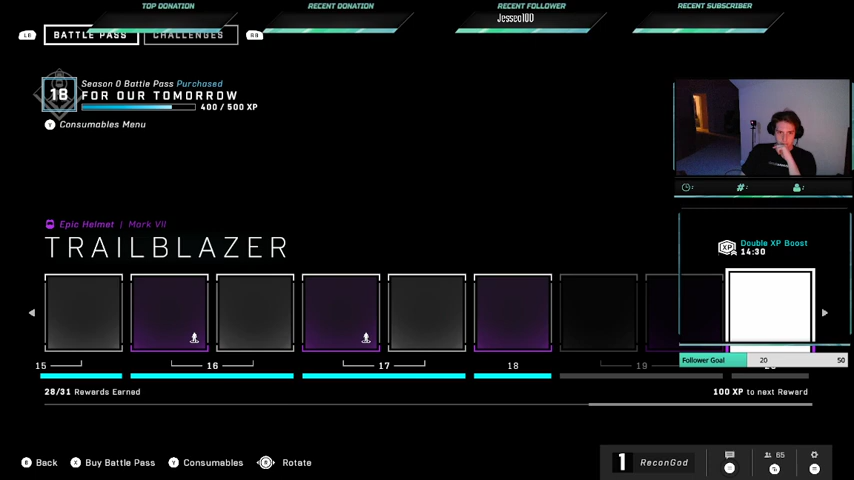 TOP DONATION
RECENT DONATION
RECENT FOLLOWER
RECENT SUBSCRIBER
Jesseo100
LB
BATTLE PASS
CHALLENGES
RB
18
Season 0 Battle Pass Purchased
FOR OUR TOMORROW
400 / 500 XP
Y Consumables Menu
Epic Helmet | Mark VII
TRAILBLAZER
XP
Double XP Boost
14:30
15
16
17
18
19
Follower Goal
20
50
28/31 Rewards Earned
100 XP to next Reward
B Back
X Buy Battle Pass
Y Consumables
Rotate
1
ReconGod
65